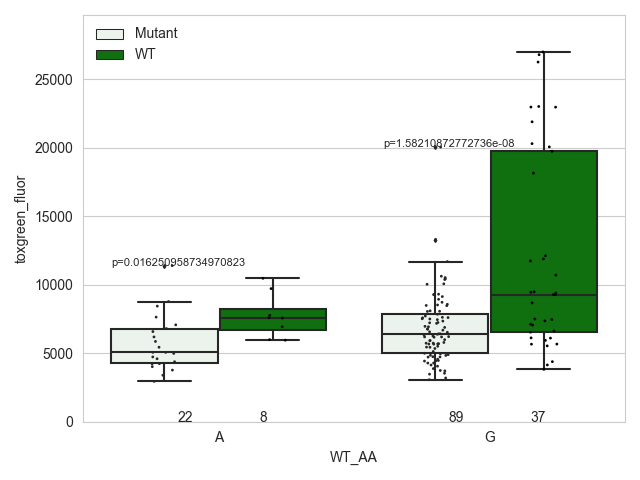 Mutant
WT
toxgreen_fluor
25000
20000
15000
10000
5000
0
p=0.016250958734970823
p=1.58210872772736e-08
22
8
89
37
A
G
WT_AA